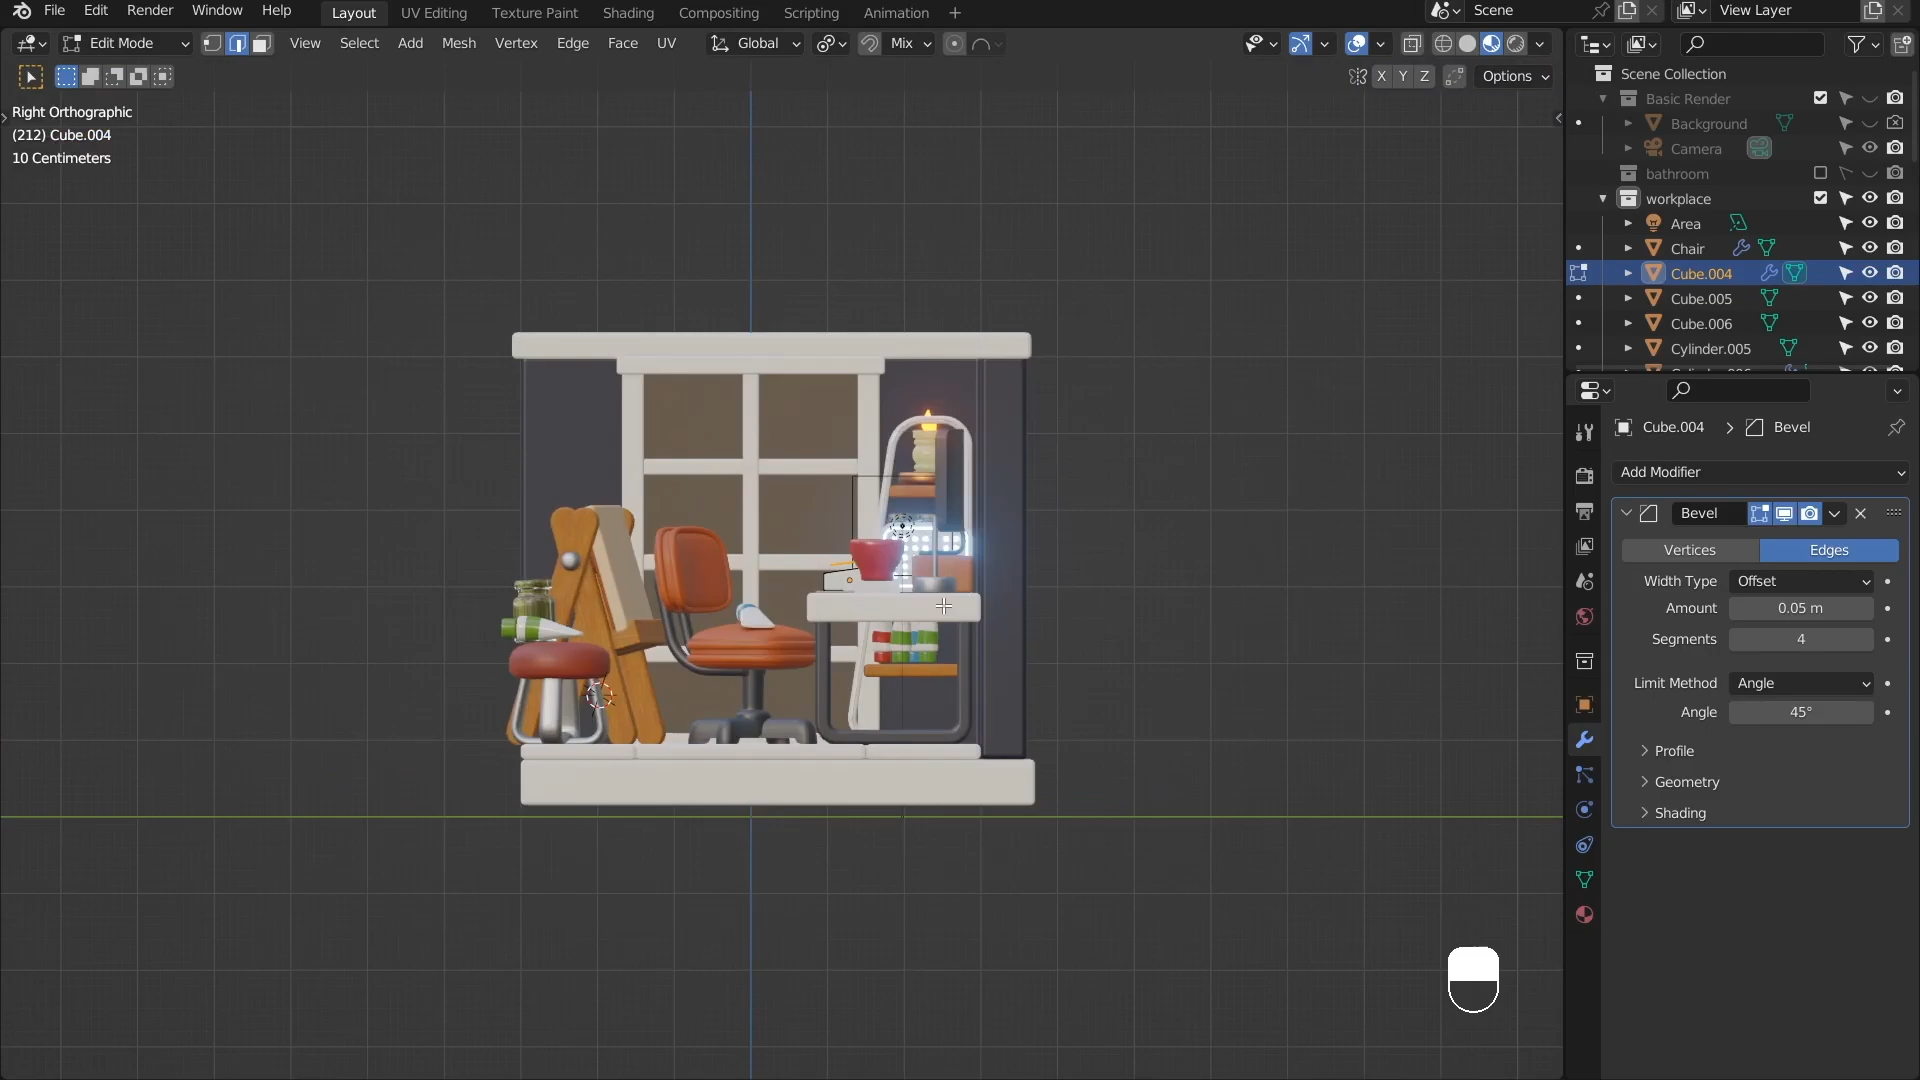 File Edit Render Window Help Layout UV Editing Texture Paint Shading Compositing Scripting Animation + Scene View Layer
Edit Mode View Select Add Mesh Vertex Edge Face UV Global Mix
X Y Z Options
Right Orthographic
(212) Cube.004
10 Centimeters
Scene Collection
Basic Render
Background
Camera
bathroom
workplace
Area
Chair
Cube.004
Cube.005
Cube.006
Cylinder.005
Cube.004 > Bevel
Add Modifier
Bevel
Vertices Edges
Width Type Offset
Amount 0.05 m
Segments 4
Limit Method Angle
Angle 45°
Profile
Geometry
Shading